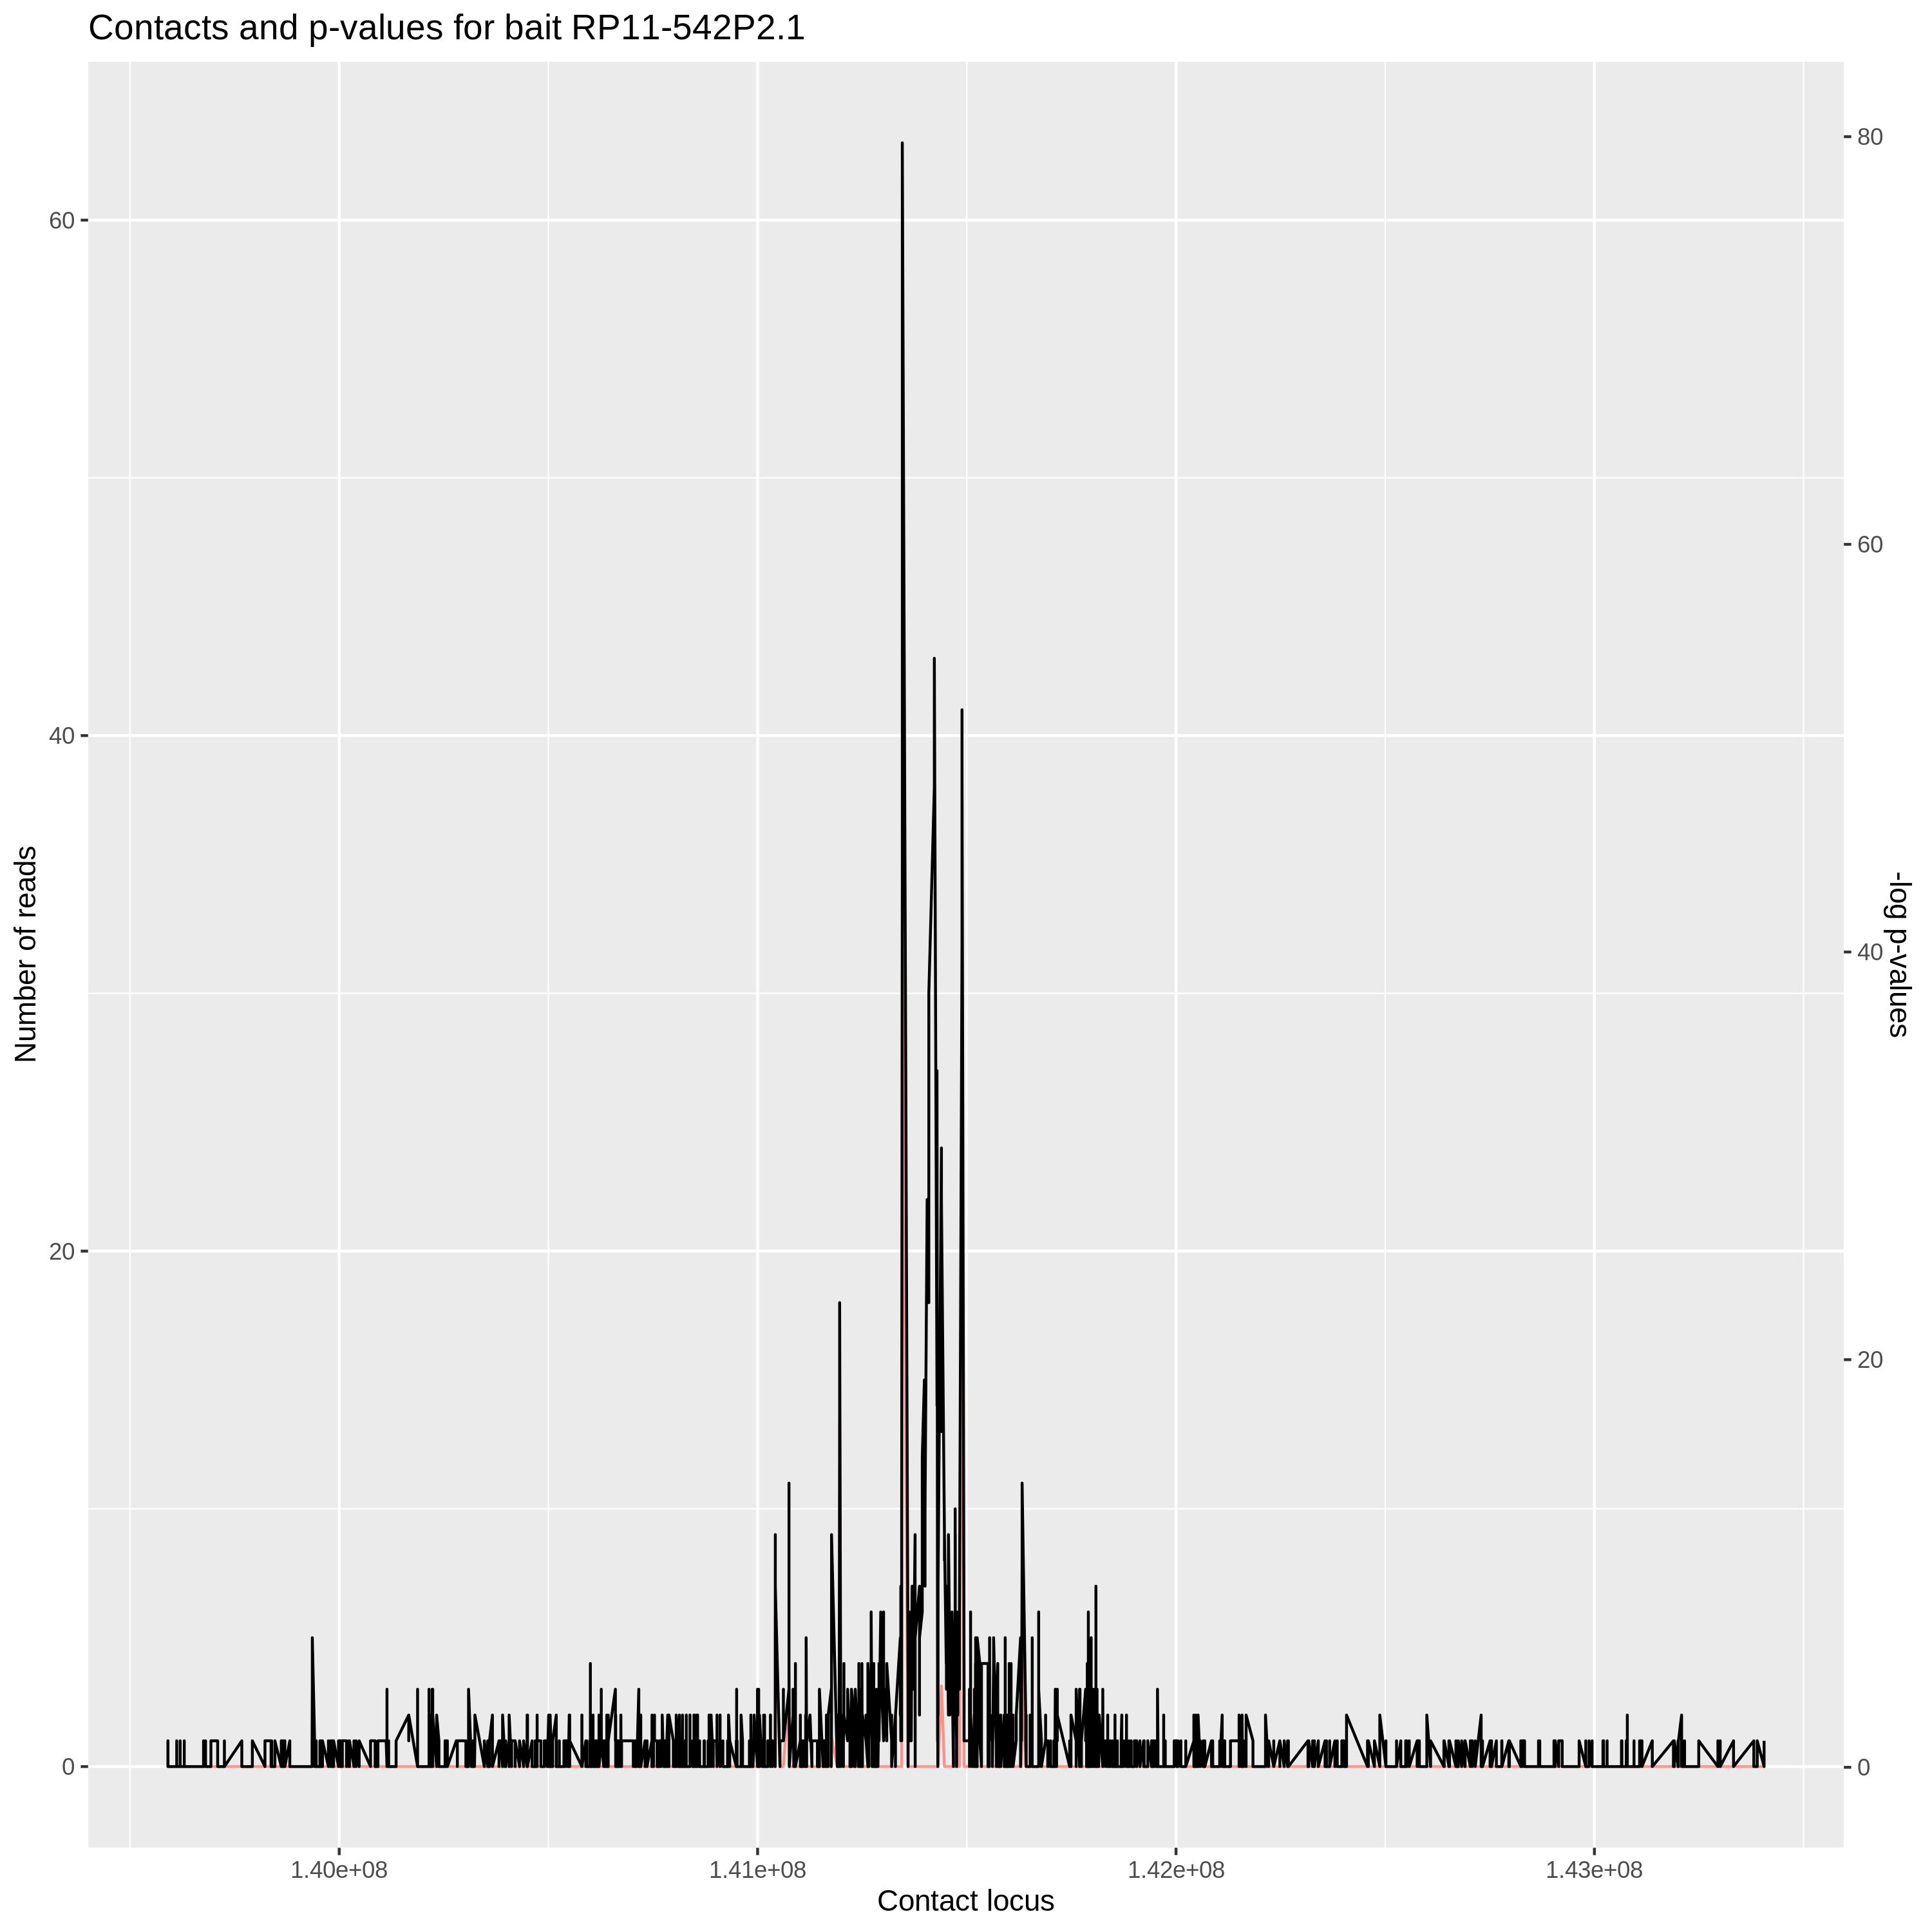 Contacts and p-values for bait RP11-542P2.1
Number of reads
60
40
20
0
80
60
40
20
0
-log p-values
1.40e+08 1.41e+08 1.42e+08 1.43e+08
Contact locus